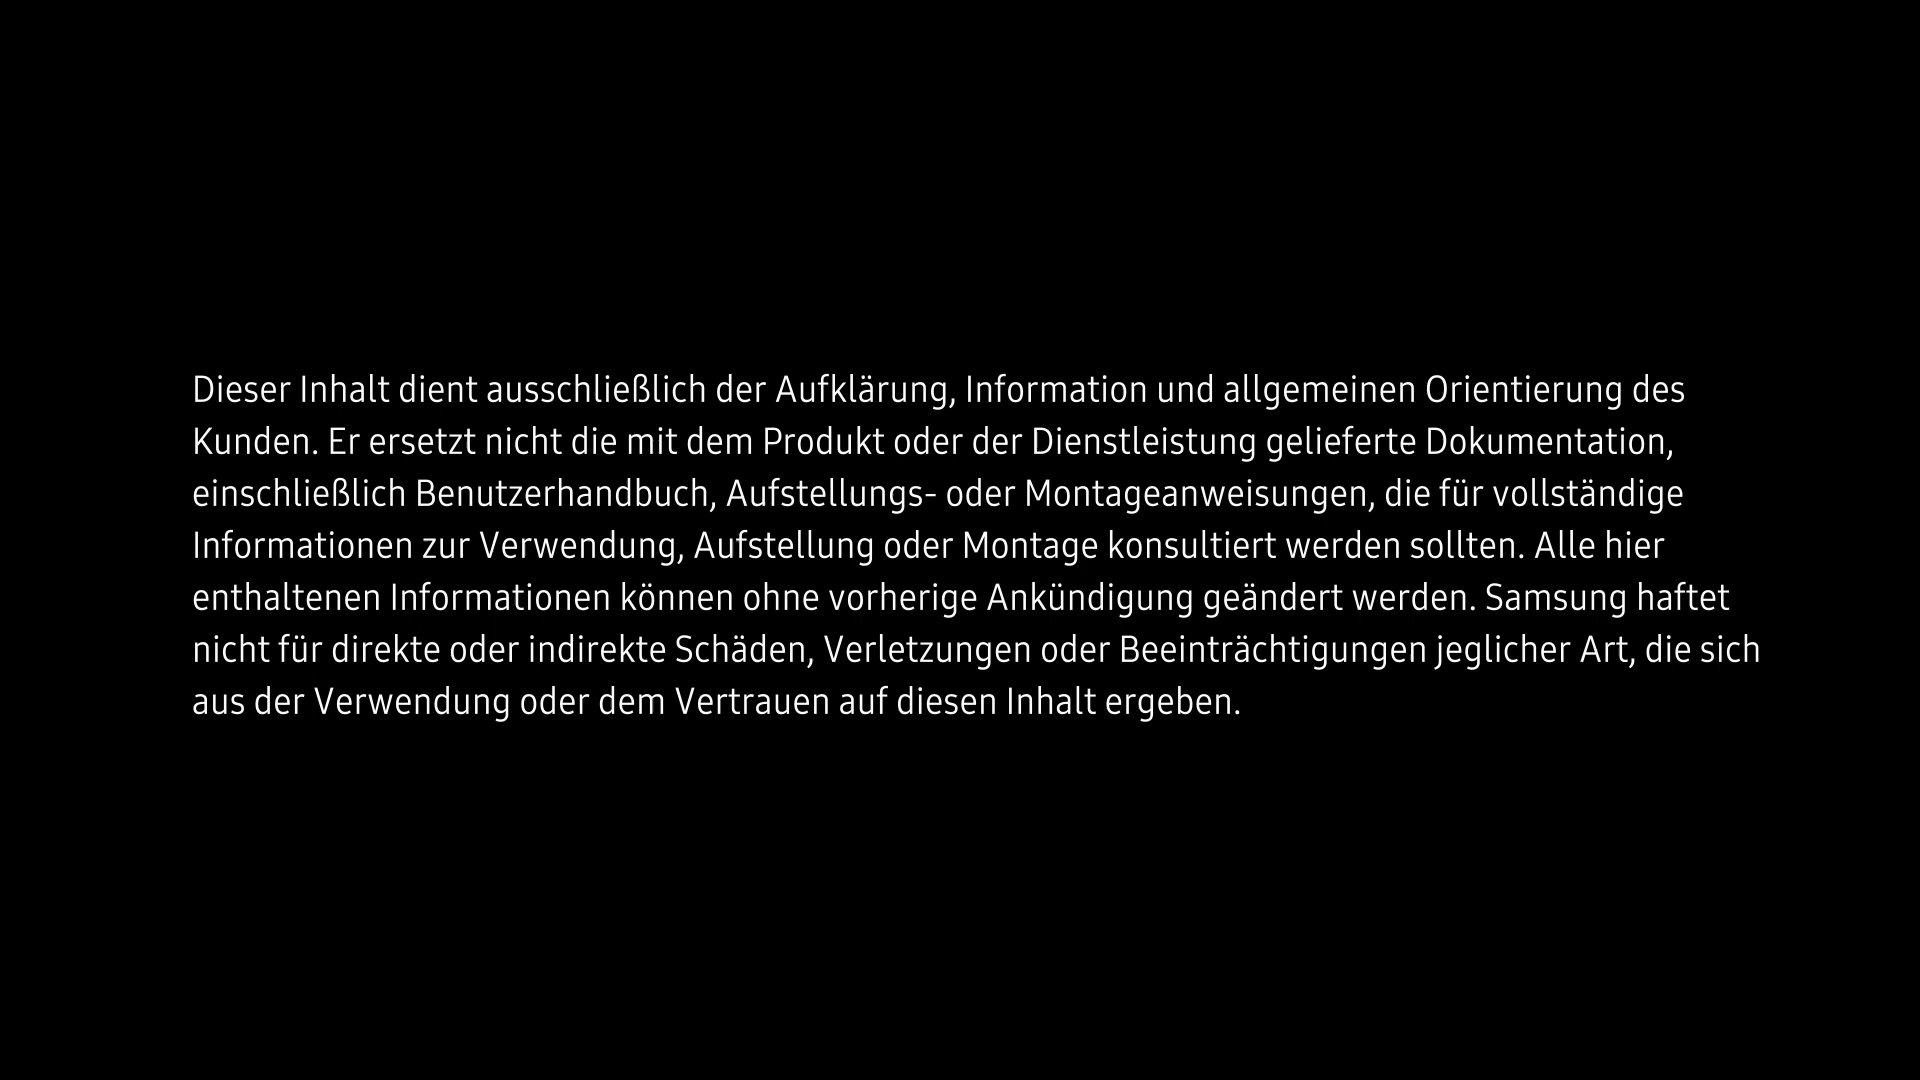 Dieser Inhalt dient ausschließlich der Aufklärung, Information und allgemeinen Orientierung des
Kunden. Er ersetzt nicht die mit dem Produkt oder der Dienstleistung gelieferte Dokumentation,
einschließlich Benutzerhandbuch, Aufstellungs- oder Montageanweisungen, die für vollständige
Informationen zur Verwendung, Aufstellung oder Montage konsultiert werden sollten. Alle hier
enthaltenen Informationen können ohne vorherige Ankündigung geändert werden. Samsung haftet
nicht für direkte oder indirekte Schäden, Verletzungen oder Beeinträchtigungen jeglicher Art, die sich
aus der Verwendung oder dem Vertrauen auf diesen Inhalt ergeben.